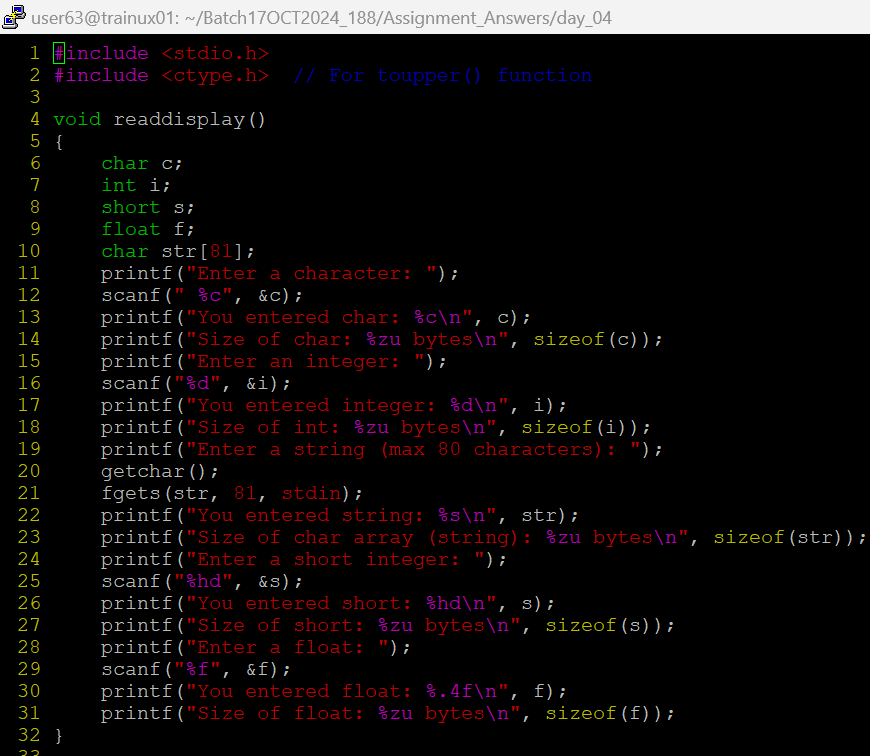 user63@trainux01: ~/Batch17OCT2024_188/Assignment_Answers/day_04
1 #include <stdio.h>
2 #include <ctype.h>  // For toupper() function
3
4 void readdisplay()
5 {
6     char c;
7     int i;
8     short s;
9     float f;
10     char str[81];
11     printf("Enter a character: ");
12     scanf(" %c", &c);
13     printf("You entered char: %c\n", c);
14     printf("Size of char: %zu bytes\n", sizeof(c));
15     printf("Enter an integer: ");
16     scanf("%d", &i);
17     printf("You entered integer: %d\n", i);
18     printf("Size of int: %zu bytes\n", sizeof(i));
19     printf("Enter a string (max 80 characters): ");
20     getchar();
21     fgets(str, 81, stdin);
22     printf("You entered string: %s\n", str);
23     printf("Size of char array (string): %zu bytes\n", sizeof(str));
24     printf("Enter a short integer: ");
25     scanf("%hd", &s);
26     printf("You entered short: %hd\n", s);
27     printf("Size of short: %zu bytes\n", sizeof(s));
28     printf("Enter a float: ");
29     scanf("%f", &f);
30     printf("You entered float: %.4f\n", f);
31     printf("Size of float: %zu bytes\n", sizeof(f));
32 }